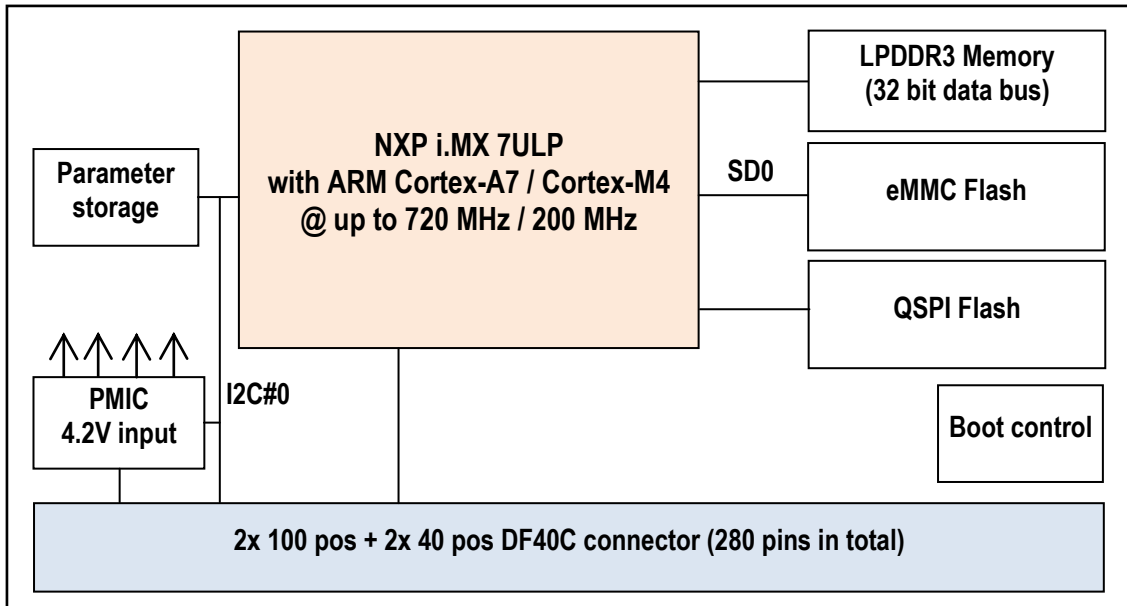 LPDDR3 Memory
(32 bit data bus)
NXP i.MX 7ULP
with ARM Cortex-A7 / Cortex-M4
@ up to 720 MHz / 200 MHz
Parameter
storage
SD0
eMMC Flash
QSPI Flash
PMIC
4.2V input
I2C#0
Boot control
2x 100 pos + 2x 40 pos DF40C connector (280 pins in total)